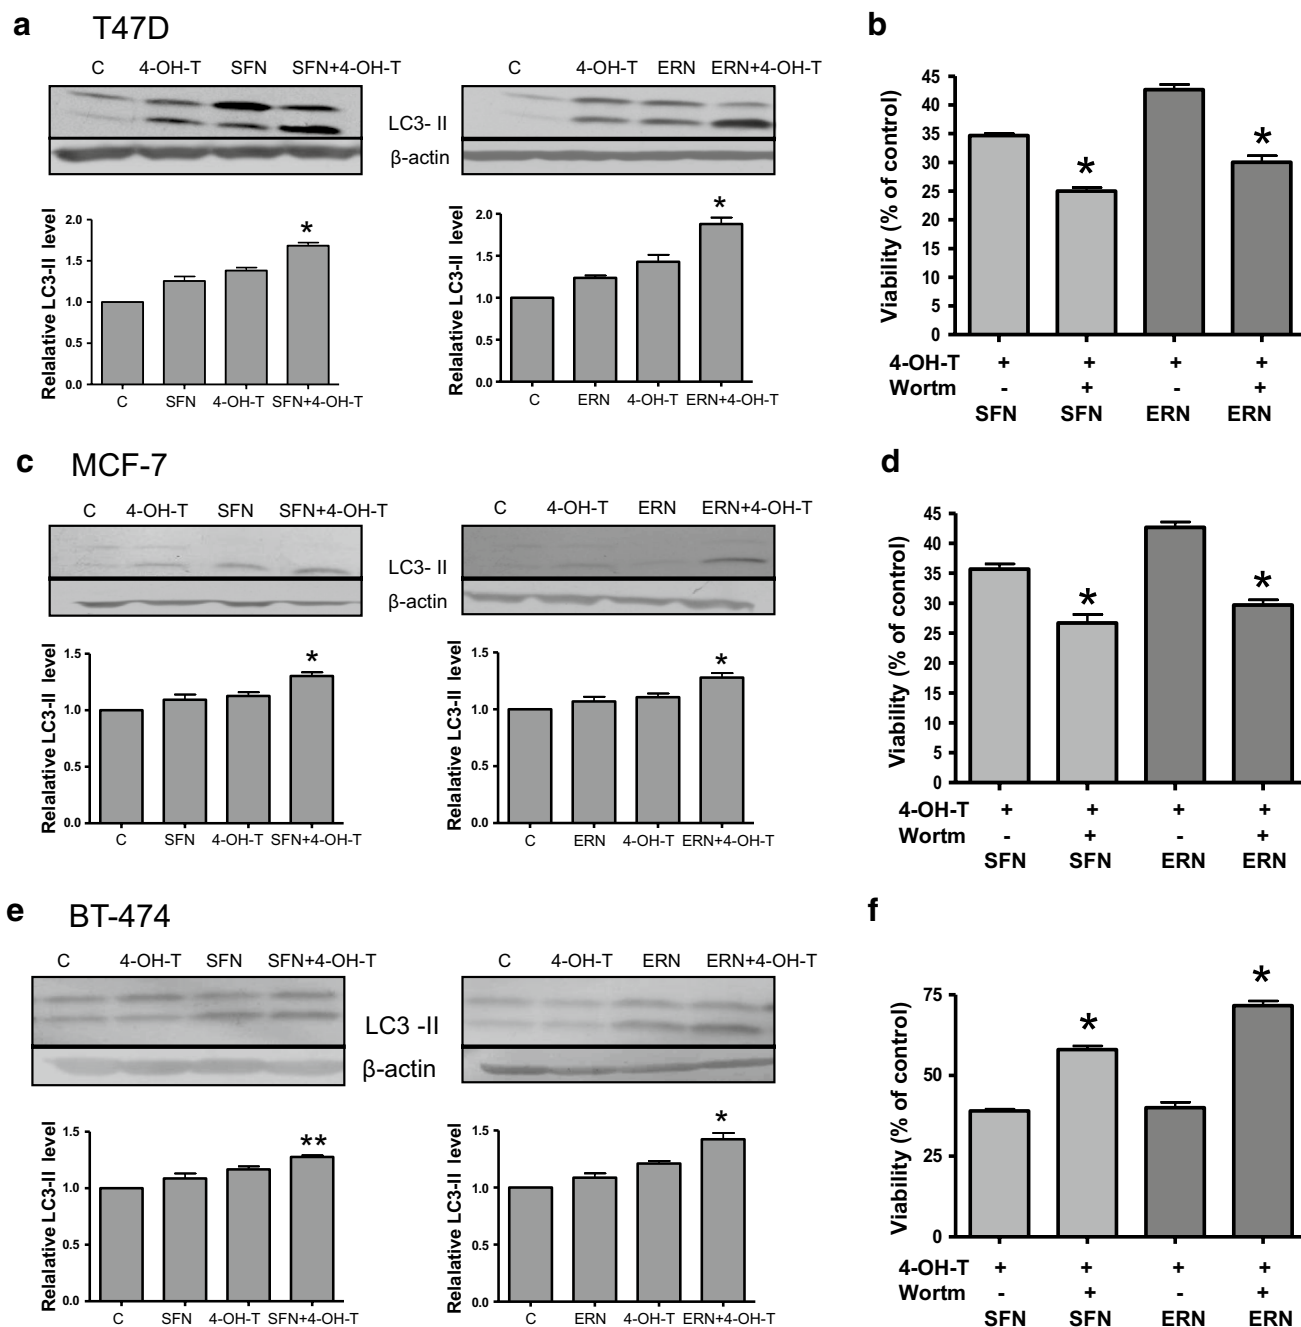 a T47D
C 4-OH-T SFN SFN+4-OH-T
C 4-OH-T ERN ERN+4-OH-T
LC3- II
β-actin
Relalative LC3-II level
2.0
1.5
1.0
0.5
0.0
C SFN 4-OH-T SFN+4-OH-T
*
Relalative LC3-II level
2.0
1.5
1.0
0.5
0.0
C ERN 4-OH-T ERN+4-OH-T
*
b
Viability (% of control)
45
40
35
30
25
20
15
10
5
0
* *
4-OH-T + + + +
Wortm - + - +
SFN SFN ERN ERN
c MCF-7
C 4-OH-T SFN SFN+4-OH-T
C 4-OH-T ERN ERN+4-OH-T
LC3- II
β-actin
Relalative LC3-II level
1.5
1.0
0.5
0.0
C SFN 4-OH-T SFN+4-OH-T
*
Relalative LC3-II level
1.5
1.0
0.5
0.0
C ERN 4-OH-T ERN+4-OH-T
*
d
Viability (% of control)
45
40
35
30
25
20
15
10
5
0
* *
4-OH-T + + + +
Wortm - + - +
SFN SFN ERN ERN
e BT-474
C 4-OH-T SFN SFN+4-OH-T
C 4-OH-T ERN ERN+4-OH-T
LC3 -II
β-actin
Relalative LC3-II level
1.5
1.0
0.5
0.0
C SFN 4-OH-T SFN+4-OH-T
**
Relalative LC3-II level
1.5
1.0
0.5
0.0
C ERN 4-OH-T ERN+4-OH-T
*
f
Viability (% of control)
75
50
25
0
* *
4-OH-T + + + +
Wortm - + - +
SFN SFN ERN ERN